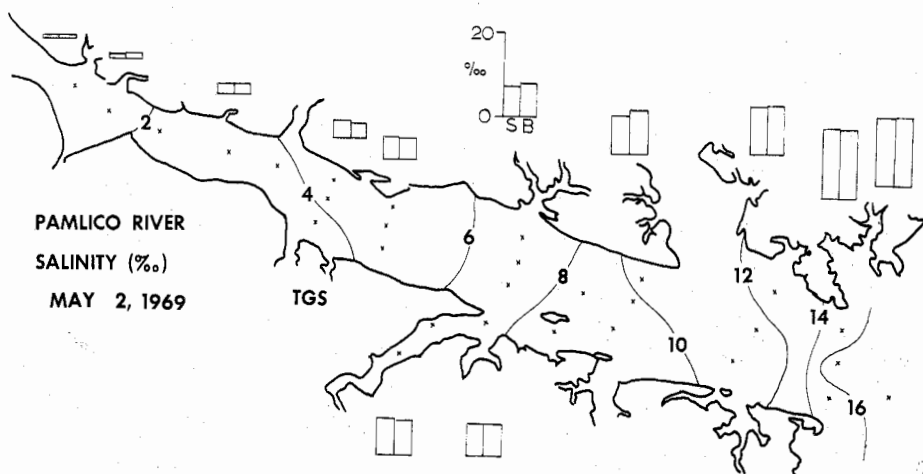 20
‰
0
S B
2
4
6
8
10
12
14
16
PAMLICO RIVER
SALINITY (‰)
MAY 2, 1969
TGS